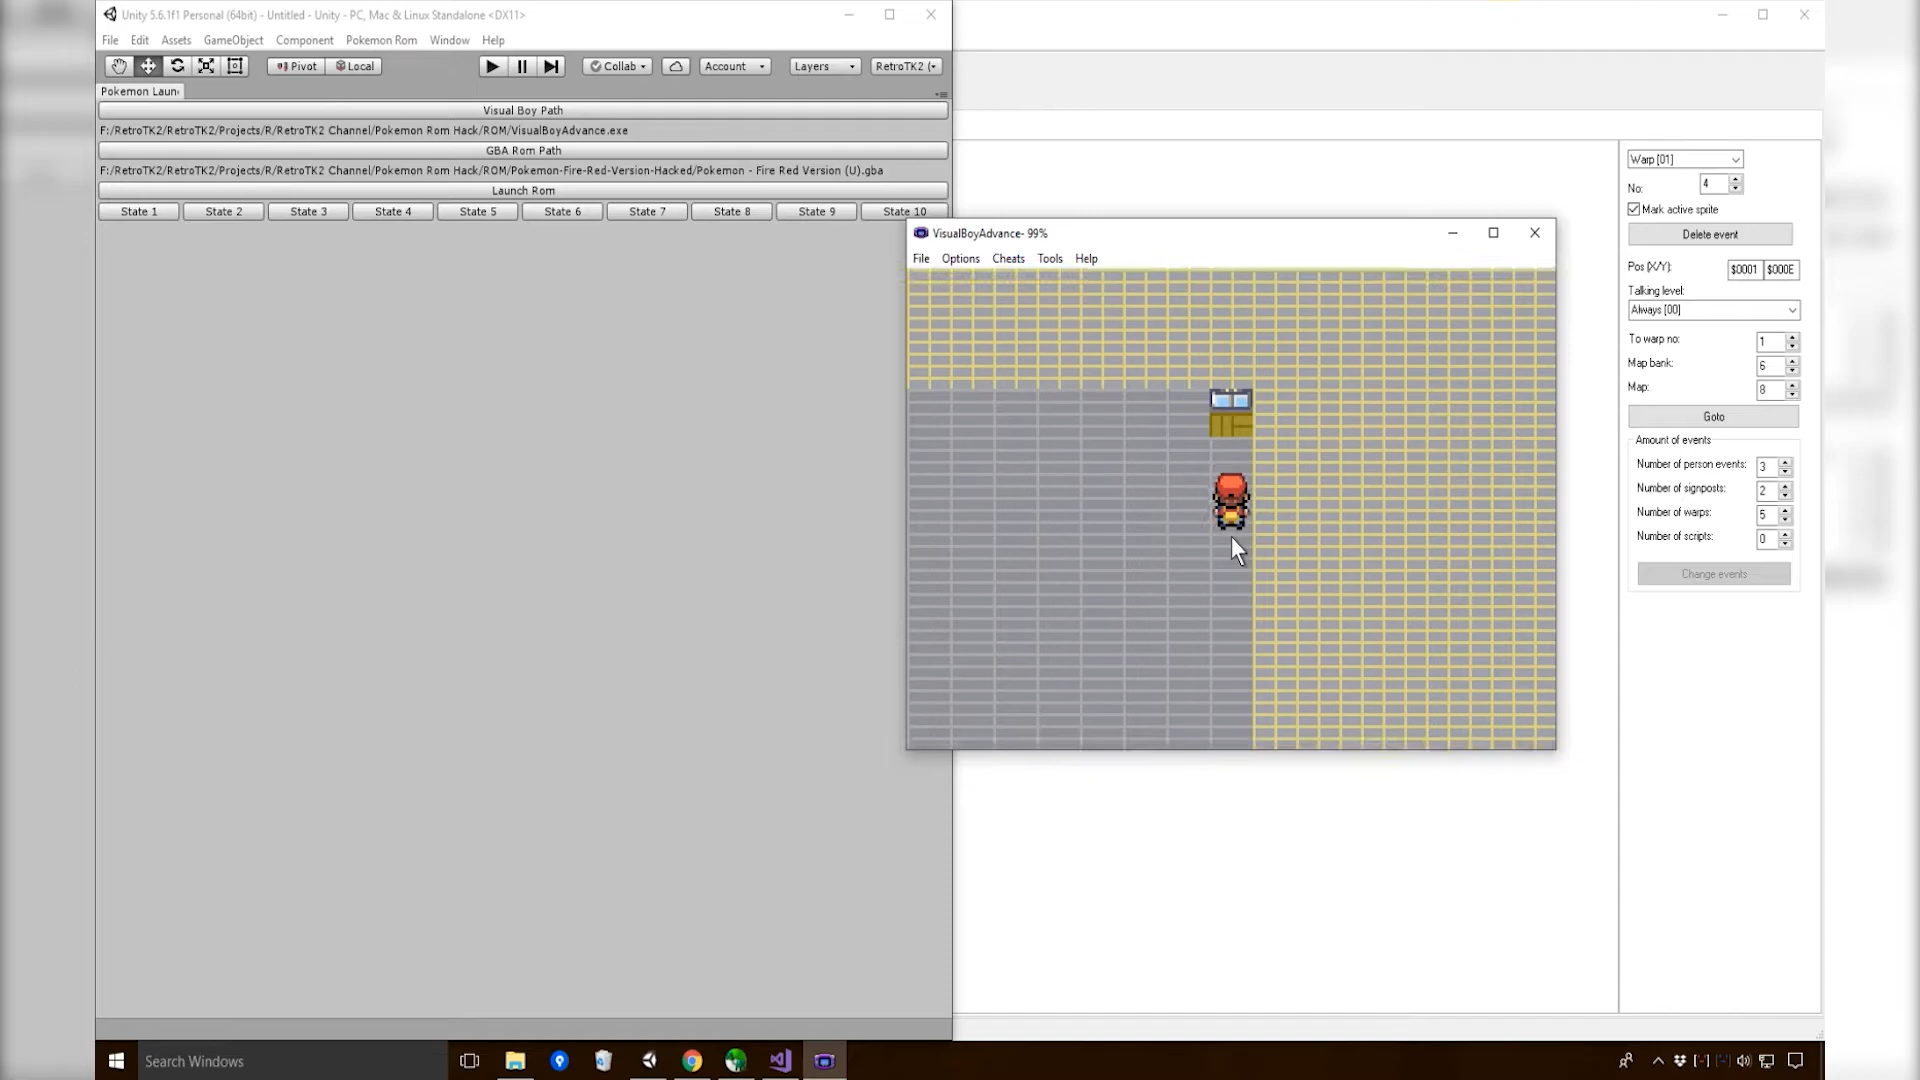 Unity 5.6.1f1 Personal (64bit) - Untitled - Unity - PC, Mac & Linux Standalone <DX11>
File Edit Assets GameObject Component Pokemon Rom Window Help
Pivot Local Collab Account Layers RetroTK2 (
Pokemon Laun
Visual Boy Path
F:/RetroTK2/RetroTK2/Projects/R/RetroTK2 Channel/Pokemon Rom Hack/ROM/VisualBoyAdvance.exe
GBA Rom Path
F:/RetroTK2/RetroTK2/Projects/R/RetroTK2 Channel/Pokemon Rom Hack/ROM/Pokemon-Fire-Red-Version-Hacked/Pokemon - Fire Red Version (U).gba
Launch Rom
State 1 State 2 State 3 State 4 State 5 State 6 State 7 State 8 State 9 State 10
VisualBoyAdvance- 99%
File Options Cheats Tools Help
Warp [01]
No: 4
Mark active sprite
Delete event
Pos (X/Y): $0001 $000E
Talking level:
Always [00]
To warp no: 1
Map bank: 6
Map: 8
Goto
Amount of events
Number of person events: 3
Number of signposts: 2
Number of warps: 5
Number of scripts: 0
Change events
Search Windows